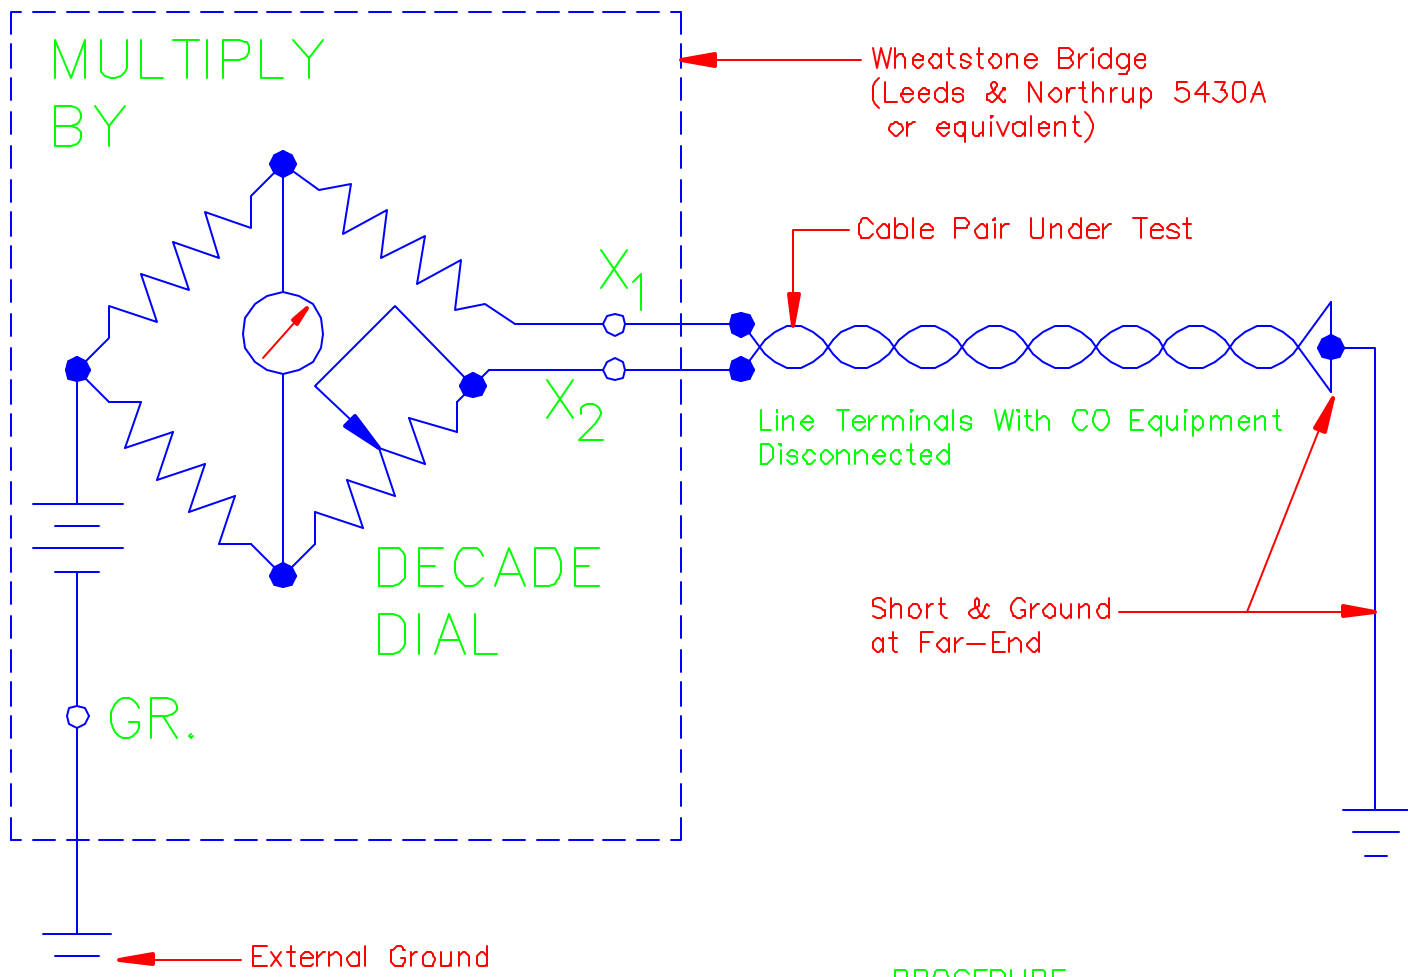 MULTIPLY
BY
Wheatstone Bridge
(Leeds & Northrup 5430A
or equivalent)
Cable Pair Under Test
X1
X2
Line Terminals With CO Equipment
Disconnected
DECADE
DIAL
Short & Ground
at Far-End
GR.
External Ground
PROCEDURE